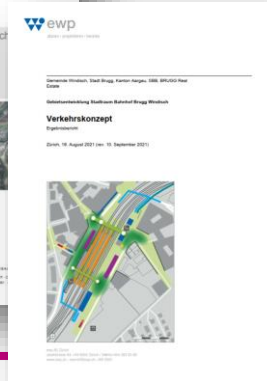 ewp
Gemeinde Windisch, Stadt Brugg, Kanton Aargau, SBB, BRUGG Real
Estate
Gebietsentwicklung Stadtraum Bahnhof Brugg Windisch
Verkehrskonzept
Ergebnisbericht
Zürich, 16. August 2021 (rev. 13. September 2021)